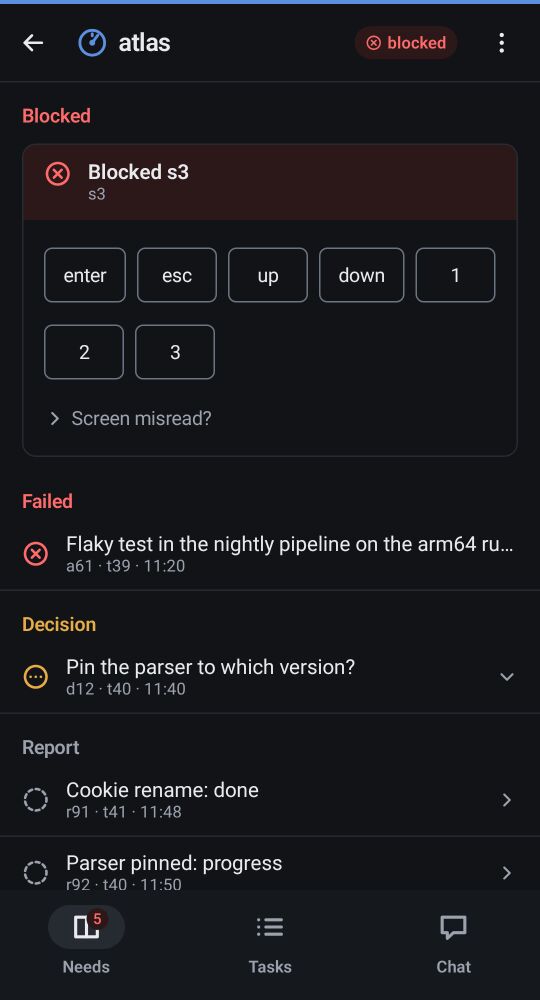 atlas
blocked
Blocked
Blocked s3
s3
enter
esc
up
down
1
2
3
Screen misread?
Failed
Flaky test in the nightly pipeline on the arm64 ru…
a61 · t39 · 11:20
Decision
Pin the parser to which version?
d12 · t40 · 11:40
Report
Cookie rename: done
r91 · t41 · 11:48
Parser pinned: progress
r92 · t40 · 11:50
5
Needs
Tasks
Chat